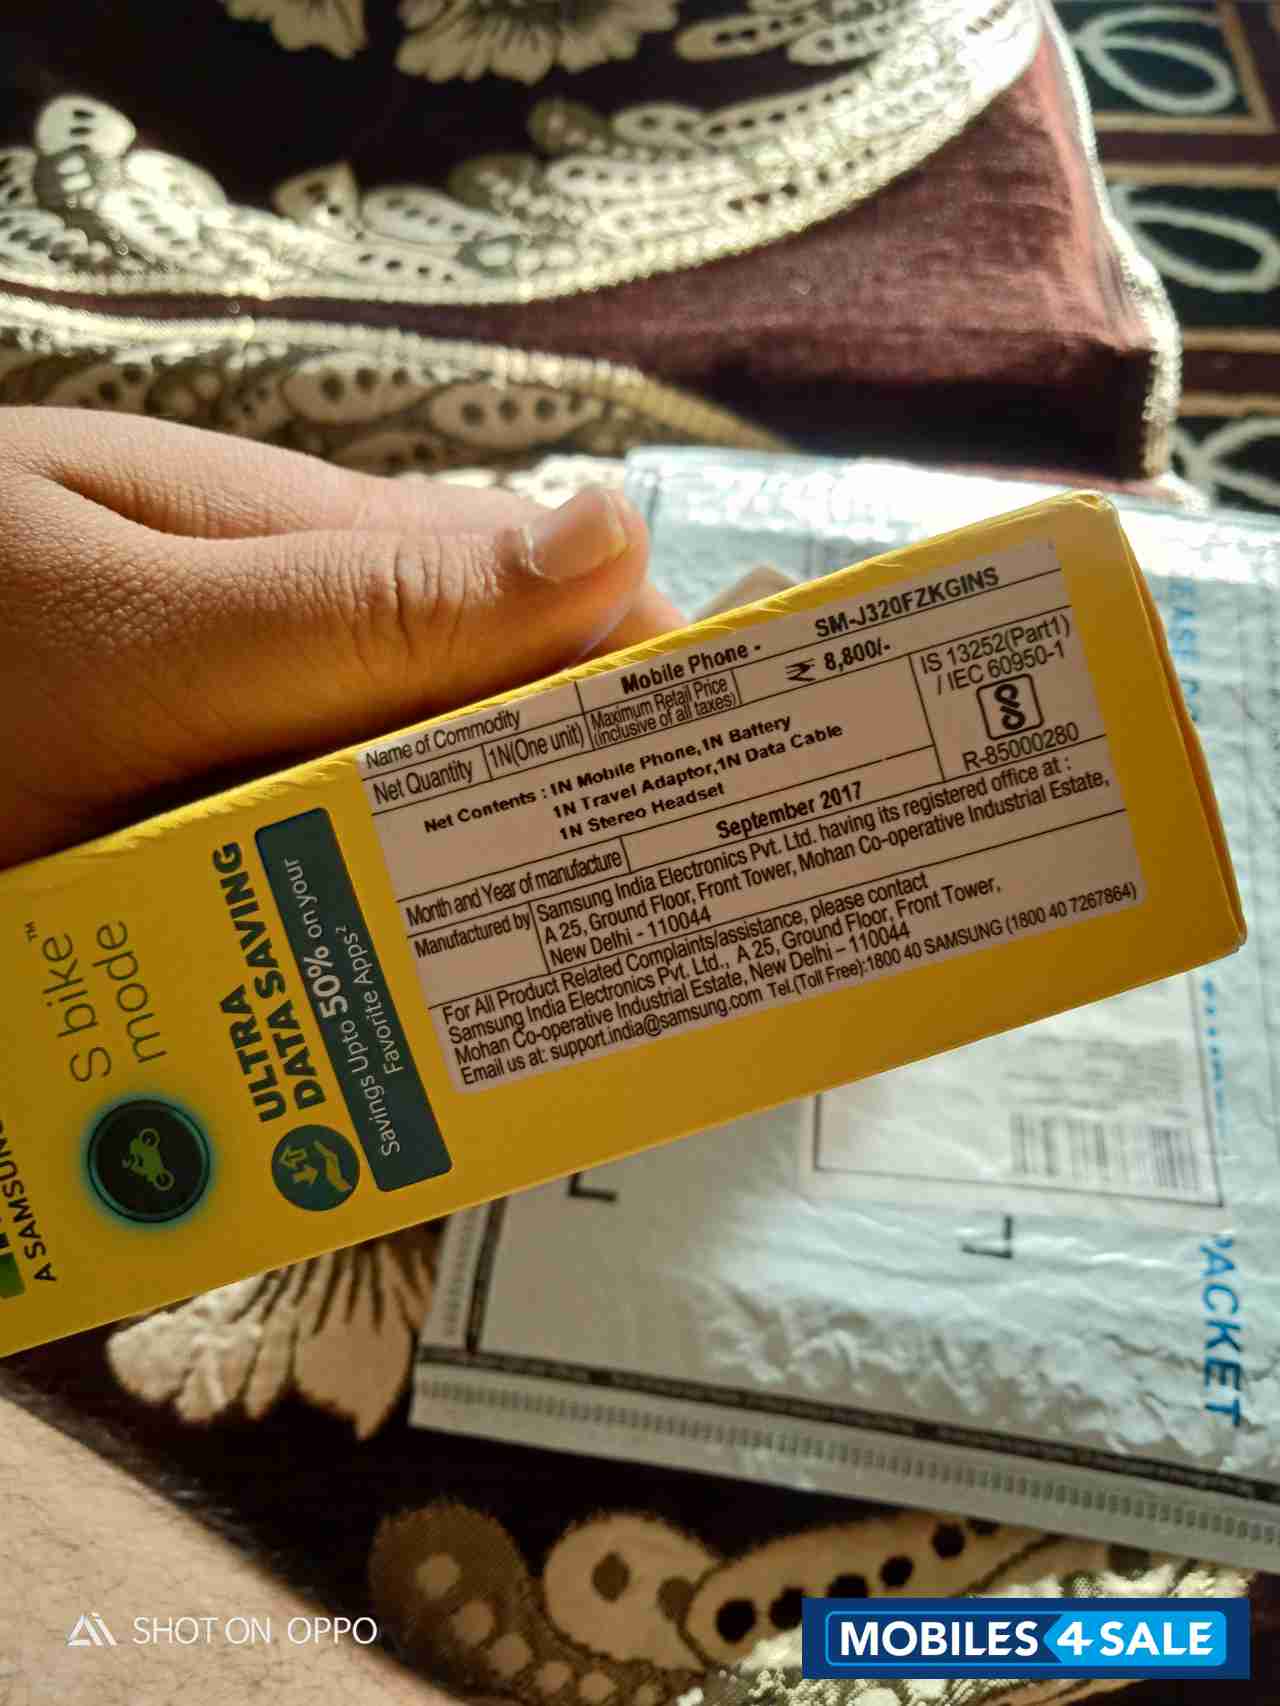 Name of Commodity
Mobile Phone - SM-J320FZKGINS
Net Quantity 1N(One unit) Maximum Retail Price (inclusive of all taxes) ₹ 8,800/-
Net Contents : 1N Mobile Phone, 1N Battery
1N Travel Adaptor, 1N Data Cable
1N Stereo Headset
IS 13252(Part1)
/ IEC 60950-1
R-85000280
Month and Year of manufacture September 2017
Manufactured by Samsung India Electronics Pvt. Ltd. having its registered office at :
A 25, Ground Floor, Front Tower, Mohan Co-operative Industrial Estate,
New Delhi - 110044
For All Product Related Complaints/assistance, please contact
Samsung India Electronics Pvt. Ltd., A 25, Ground Floor, Front Tower,
Mohan Co-operative Industrial Estate, New Delhi – 110044
Email us at: support.india@samsung.com Tel.(Toll Free):1800 40 SAMSUNG (1800 40 7267864)
ULTRA
DATA SAVING
Savings Upto 50% on your
Favorite Apps²
S bike™
mode
PACKET
SHOT ON OPPO
MOBILES4SALE